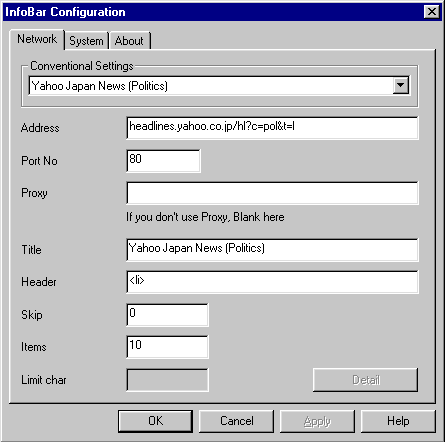 InfoBar Configuration
Network System About
Conventional Settings
Yahoo Japan News (Politics)
Address headlines.yahoo.co.jp/hl?c=pol&t=l
Port No 80
Proxy
If you don't use Proxy, Blank here
Title Yahoo Japan News (Politics)
Header <li>
Skip 0
Items 10
Limit char Detail
OK Cancel Apply Help